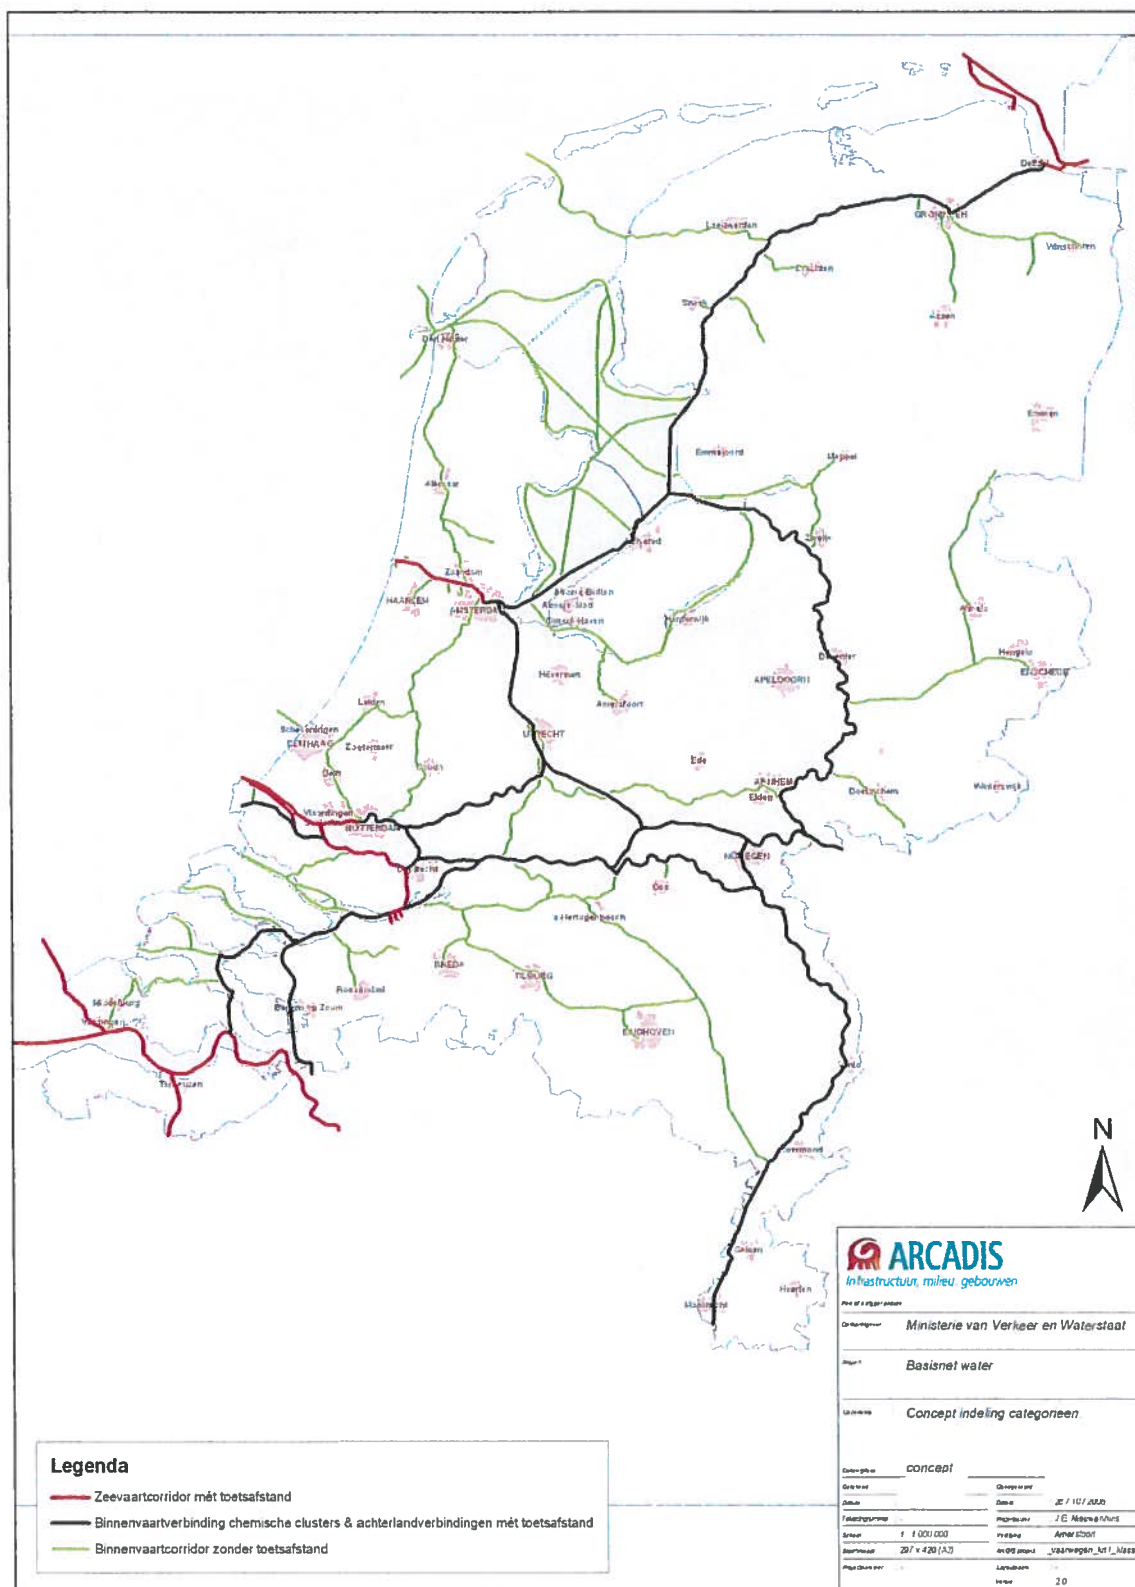 Delfzijl
GRONINGEN
Leeuwarden
Drachten
Assen
Sneek
Den Helder
Emmen
Emmeloord
Meppel
Alkmaar
Zwolle
Lelystad
Zaandam
HAARLEM
AMSTERDAM
Almere-Buiten
Almere-Stad
Almere-Haven
Harderwijk
Almelo
Hengelo
ENSCHEDE
Deventer
APELDOORN
Hilversum
Amersfoort
Leiden
Scheveningen
DEN HAAG
Zoetermeer
UTRECHT
Delft
Gouda
Ede
ARNHEM
Elden
Doetinchem
Winterswijk
Vlaardingen
ROTTERDAM
NIJMEGEN
Dordrecht
Oss
's Hertogenbosch
BREDA
TILBURG
Roosendaal
Bergen op Zoom
Middelburg
Vlissingen
EINDHOVEN
Terneuzen
Venlo
Roermond
N
Geleen
Heerlen
Maastricht
ARCADIS
Infrastructuur, milieu, gebouwen
Ministerie van Verkeer en Waterstaat
Basisnet water
Concept indeling categorieen
concept
1 : 1 000 000
297 x 420 (A3)
Amersfoort
2.0
Legenda
Zeevaartcorridor mét toetsafstand
Binnenvaartverbinding chemische clusters & achterlandverbindingen mét toetsafstand
Binnenvaartcorridor zonder toetsafstand